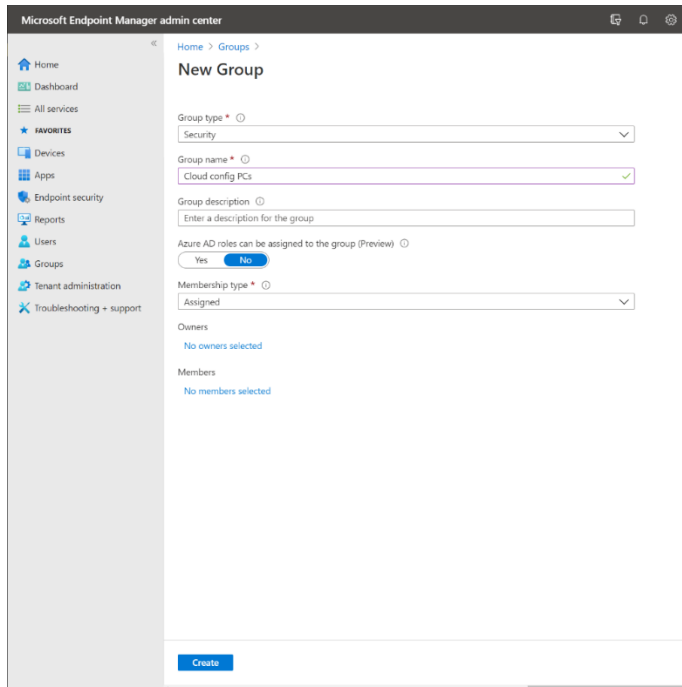 Microsoft Endpoint Manager admin center
«
Home
Dashboard
All services
FAVORITES
Devices
Apps
Endpoint security
Reports
Users
Groups
Tenant administration
Troubleshooting + support
Home > Groups >
New Group
Group type *
Security
Group name *
Cloud config PCs
Group description
Enter a description for the group
Azure AD roles can be assigned to the group (Preview)
Yes No
Membership type *
Assigned
Owners
No owners selected
Members
No members selected
Create